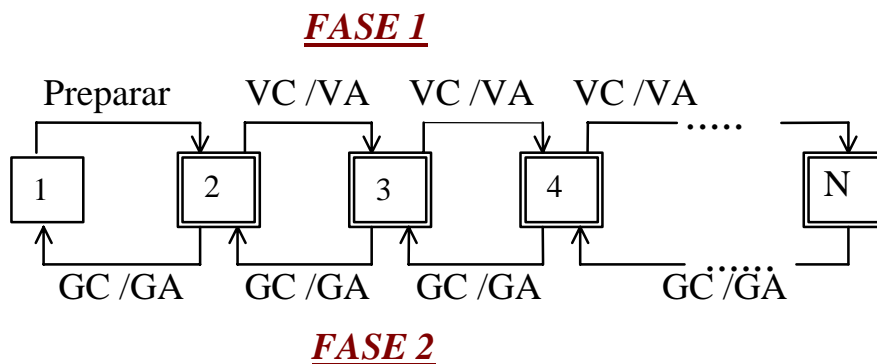 FASE 1
Preparar VC /VA VC /VA VC /VA
.....
1 2 3 4 N
......
GC /GA GC /GA GC /GA GC /GA
FASE 2